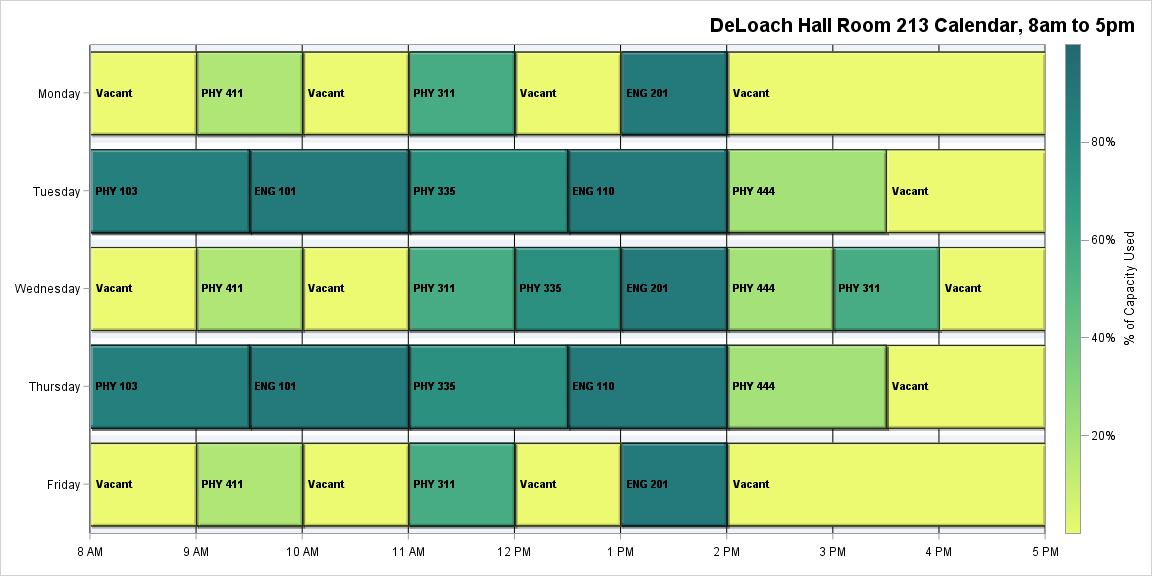 DeLoach Hall Room 213 Calendar, 8am to 5pm
Monday
Vacant
PHY 411
Vacant
PHY 311
Vacant
ENG 201
Vacant
Tuesday
PHY 103
ENG 101
PHY 335
ENG 110
PHY 444
Vacant
Wednesday
Vacant
PHY 411
Vacant
PHY 311
PHY 335
ENG 201
PHY 444
PHY 311
Vacant
Thursday
PHY 103
ENG 101
PHY 335
ENG 110
PHY 444
Vacant
Friday
Vacant
PHY 411
Vacant
PHY 311
Vacant
ENG 201
Vacant
8 AM
9 AM
10 AM
11 AM
12 PM
1 PM
2 PM
3 PM
4 PM
5 PM
80%
60%
40%
20%
% of Capacity Used